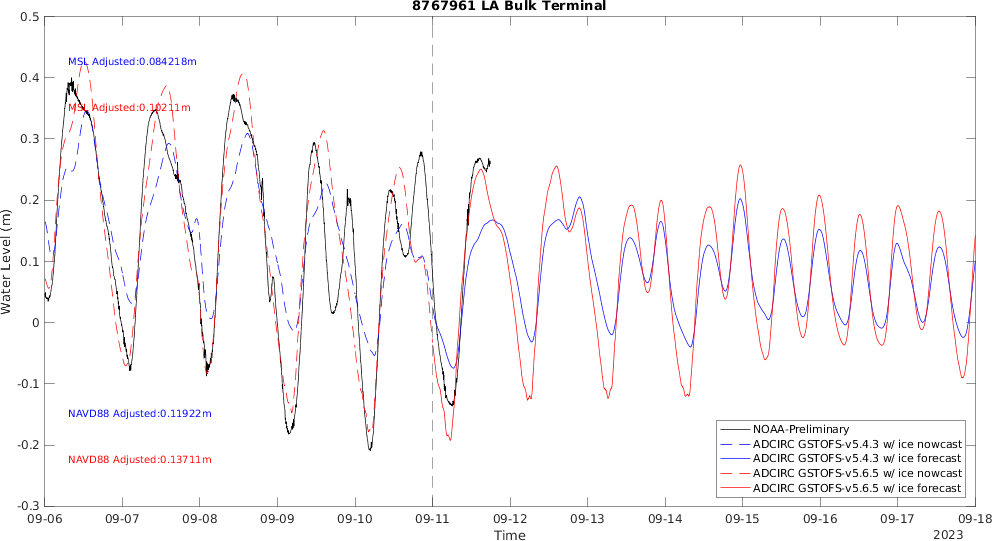 8767961 LA Bulk Terminal
0.5
0.4
0.3
0.2
0.1
0
-0.1
-0.2
-0.3
Water Level (m)
MSL Adjusted:0.084218m
MSL Adjusted:0.10211m
NAVD88 Adjusted:0.11922m
NAVD88 Adjusted:0.13711m
NOAA-Preliminary
ADCIRC GSTOFS-v5.4.3 w/ ice nowcast
ADCIRC GSTOFS-v5.4.3 w/ ice forecast
ADCIRC GSTOFS-v5.6.5 w/ ice nowcast
ADCIRC GSTOFS-v5.6.5 w/ ice forecast
09-06 09-07 09-08 09-09 09-10 09-11 09-12 09-13 09-14 09-15 09-16 09-17 09-18
Time
2023